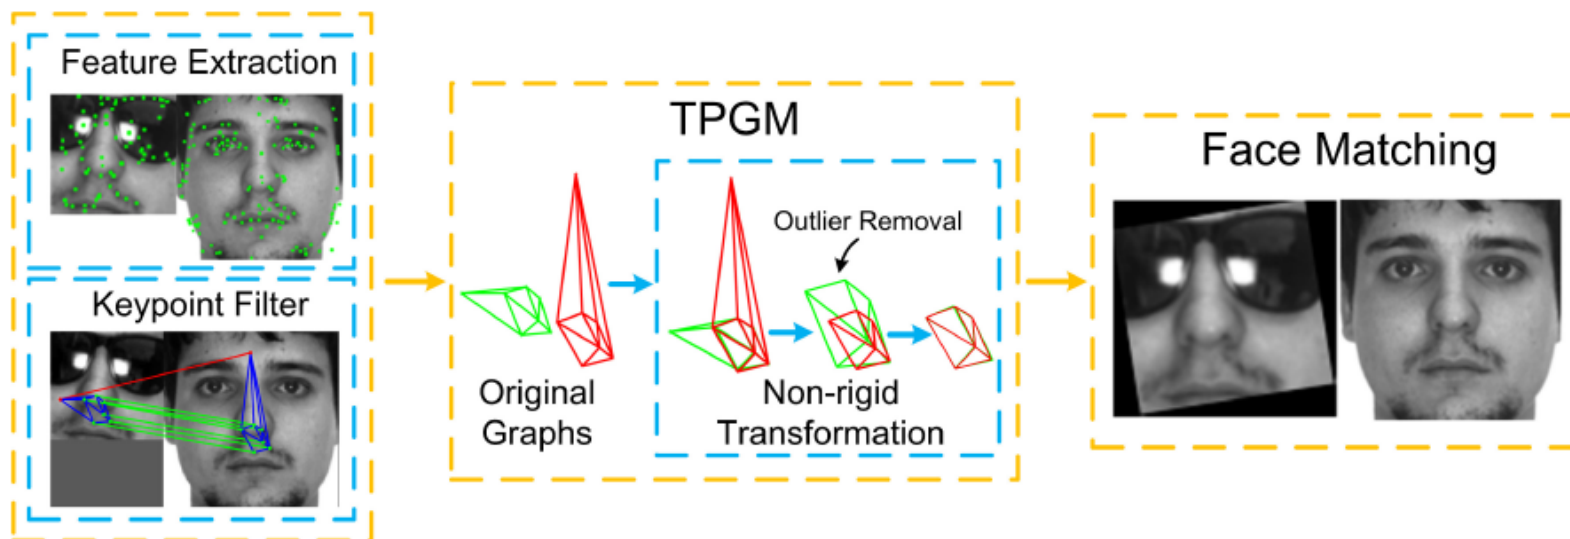 Feature Extraction
Keypoint Filter
TPGM
Original
Graphs
Outlier Removal
Non-rigid
Transformation
Face Matching